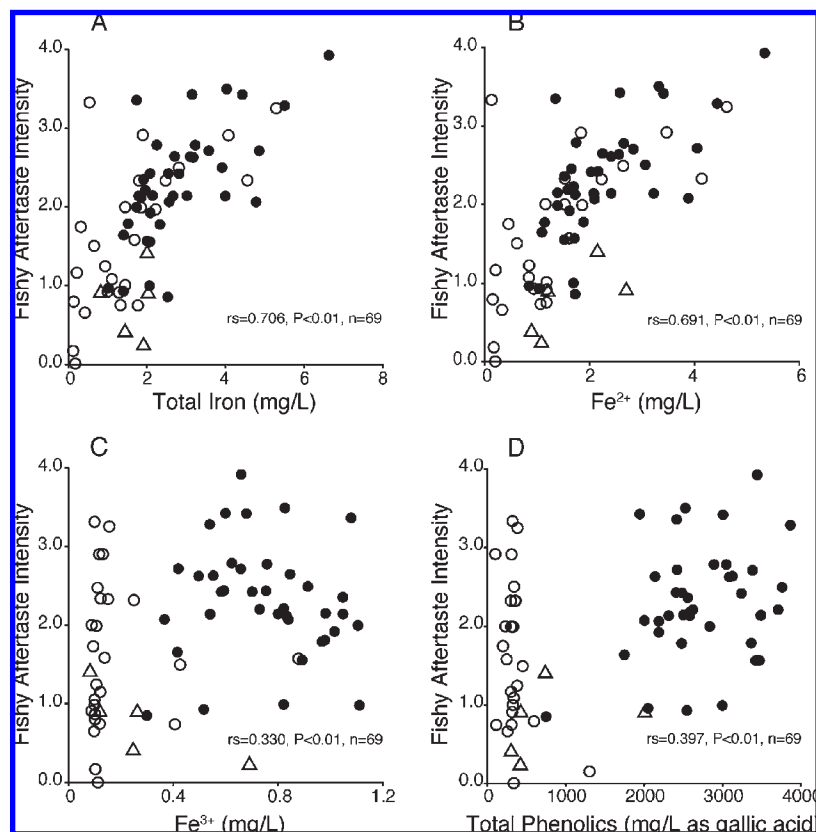 A
Fishy Aftertaste Intensity
4.0
3.0
2.0
1.0
0.0
0 2 4 6 8
Total Iron (mg/L)
rs=0.706, P<0.01, n=69
B
Fishy Aftertaste Intensity
4.0
3.0
2.0
1.0
0.0
0 2 4 6
Fe²⁺ (mg/L)
rs=0.691, P<0.01, n=69
C
Fishy Aftertaste Intensity
4.0
3.0
2.0
1.0
0.0
0 0.4 0.8 1.2
Fe³⁺ (mg/L)
rs=0.330, P<0.01, n=69
D
Fishy Aftertaste Intensity
4.0
3.0
2.0
1.0
0.0
0 1000 2000 3000 4000
Total Phenolics (mg/L as gallic acid)
rs=0.397, P<0.01, n=69